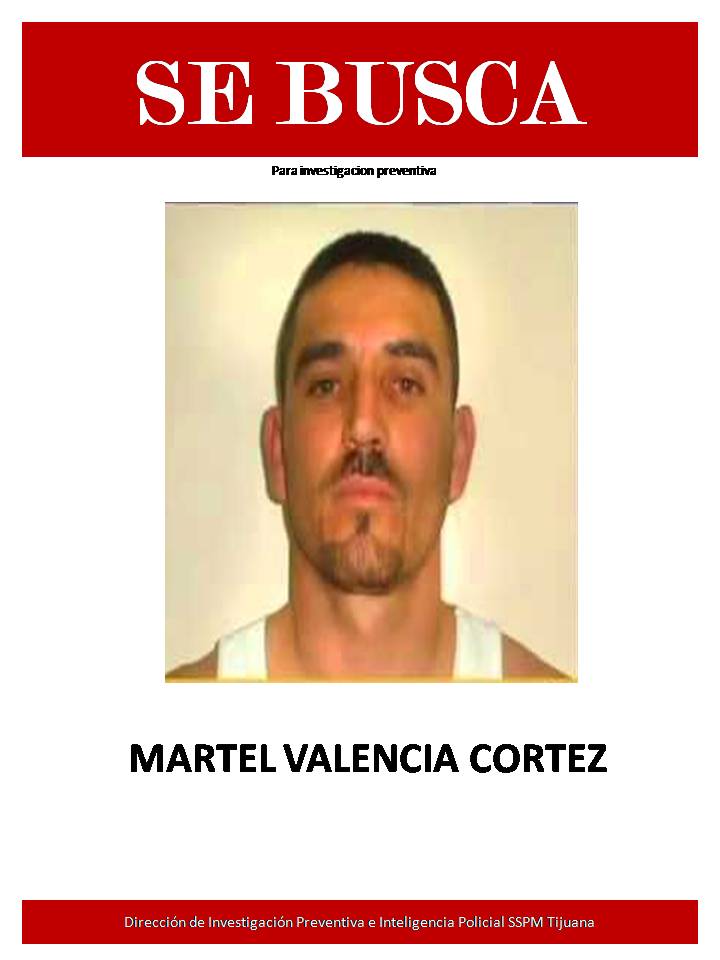 SE BUSCA
Para investigacion preventiva
MARTEL VALENCIA CORTEZ
Dirección de Investigación Preventiva e Inteligencia Policial SSPM Tijuana